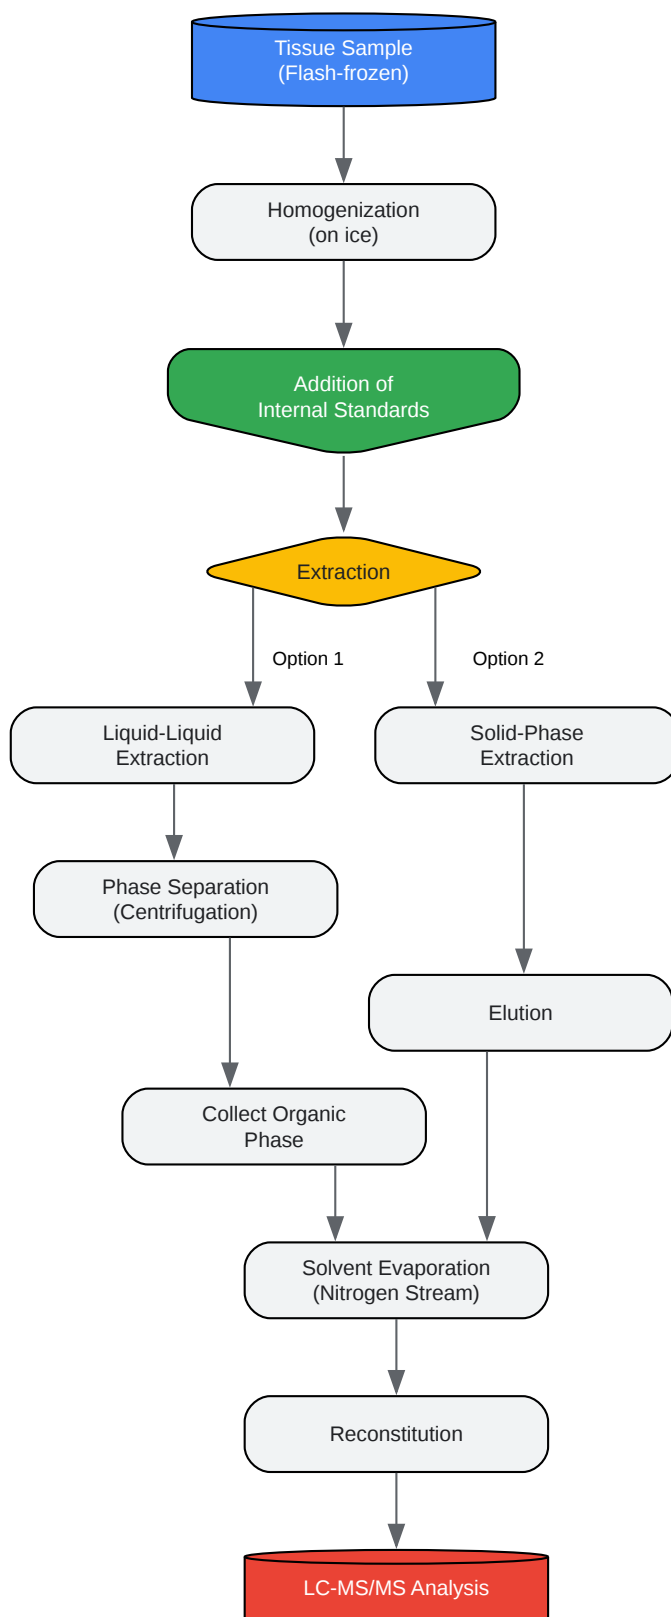 Tissue Sample
(Flash-frozen)
Homogenization
(on ice)
Addition of
Internal Standards
Extraction
Option 1
Option 2
Liquid-Liquid
Extraction
Solid-Phase
Extraction
Phase Separation
(Centrifugation)
Elution
Collect Organic
Phase
Solvent Evaporation
(Nitrogen Stream)
Reconstitution
LC-MS/MS Analysis